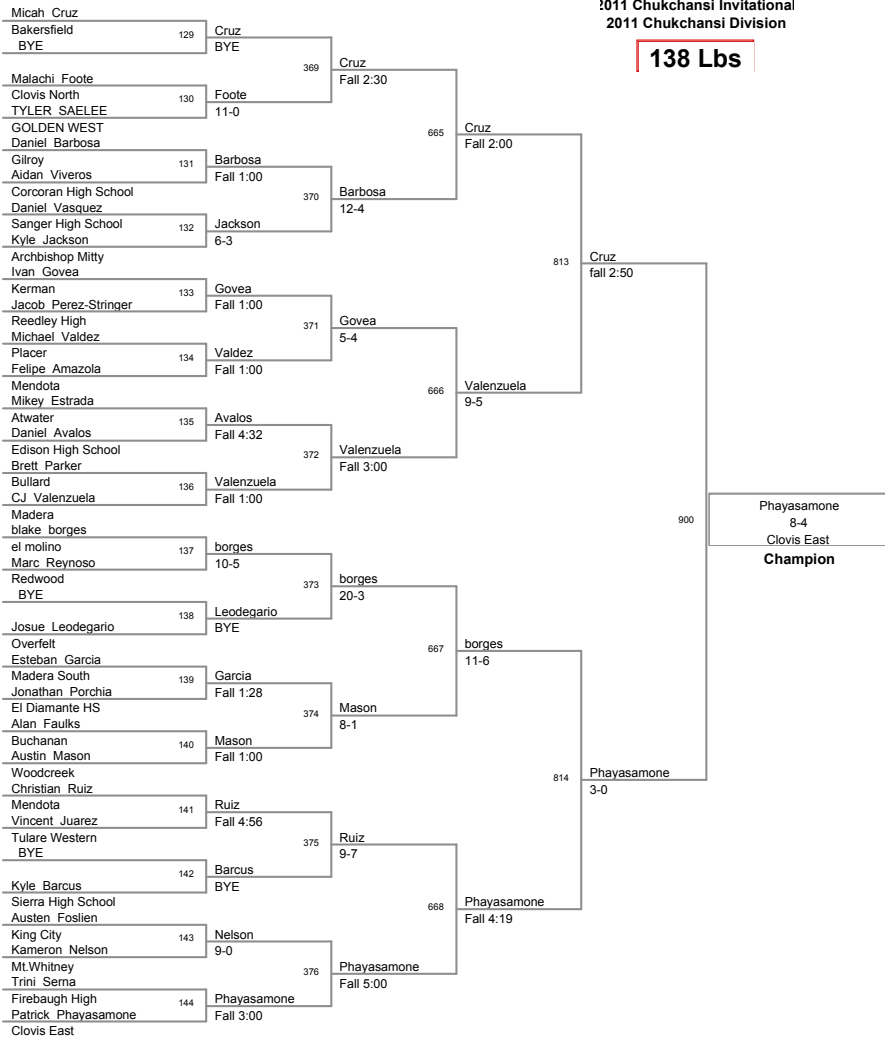 2011 Chukchansi Invitational
2011 Chukchansi Division
138 Lbs
Micah Cruz
Bakersfield
BYE
129
Cruz
BYE
369
Cruz
Fall 2:30
Malachi Foote
Clovis North
130
Foote
11-0
TYLER SAELEE
GOLDEN WEST
665
Cruz
Fall 2:00
Daniel Barbosa
Gilroy
131
Barbosa
Fall 1:00
Aidan Viveros
Corcoran High School
370
Barbosa
12-4
Daniel Vasquez
Sanger High School
132
Jackson
6-3
Kyle Jackson
Archbishop Mitty
813
Cruz
fall 2:50
Ivan Govea
Kerman
133
Govea
Fall 1:00
Jacob Perez-Stringer
Reedley High
371
Govea
5-4
Michael Valdez
Placer
134
Valdez
Fall 1:00
Felipe Amazola
Mendota
666
Valenzuela
9-5
Mikey Estrada
Atwater
135
Avalos
Fall 4:32
Daniel Avalos
Edison High School
372
Valenzuela
Fall 3:00
Brett Parker
Bullard
136
Valenzuela
Fall 1:00
CJ Valenzuela
Madera
900
Phayasamone
8-4
Clovis East
Champion
blake borges
el molino
137
borges
10-5
Marc Reynoso
Redwood
373
borges
20-3
BYE
138
Leodegario
BYE
Josue Leodegario
Overfelt
667
borges
11-6
Esteban Garcia
Madera South
139
Garcia
Fall 1:28
Jonathan Porchia
El Diamante HS
374
Mason
8-1
Alan Faulks
Buchanan
140
Mason
Fall 1:00
Austin Mason
Woodcreek
814
Phayasamone
3-0
Christian Ruiz
Mendota
141
Ruiz
Fall 4:56
Vincent Juarez
Tulare Western
375
Ruiz
9-7
BYE
142
Barcus
BYE
Kyle Barcus
Sierra High School
668
Phayasamone
Fall 4:19
Austen Foslien
King City
143
Nelson
9-0
Kameron Nelson
Mt.Whitney
376
Phayasamone
Fall 5:00
Trini Serna
Firebaugh High
144
Phayasamone
Fall 3:00
Patrick Phayasamone
Clovis East